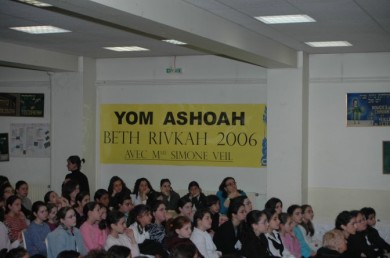 YOM ASHOAH
BETH RIVKAH 2006
AVEC Mme SIMONE VEIL